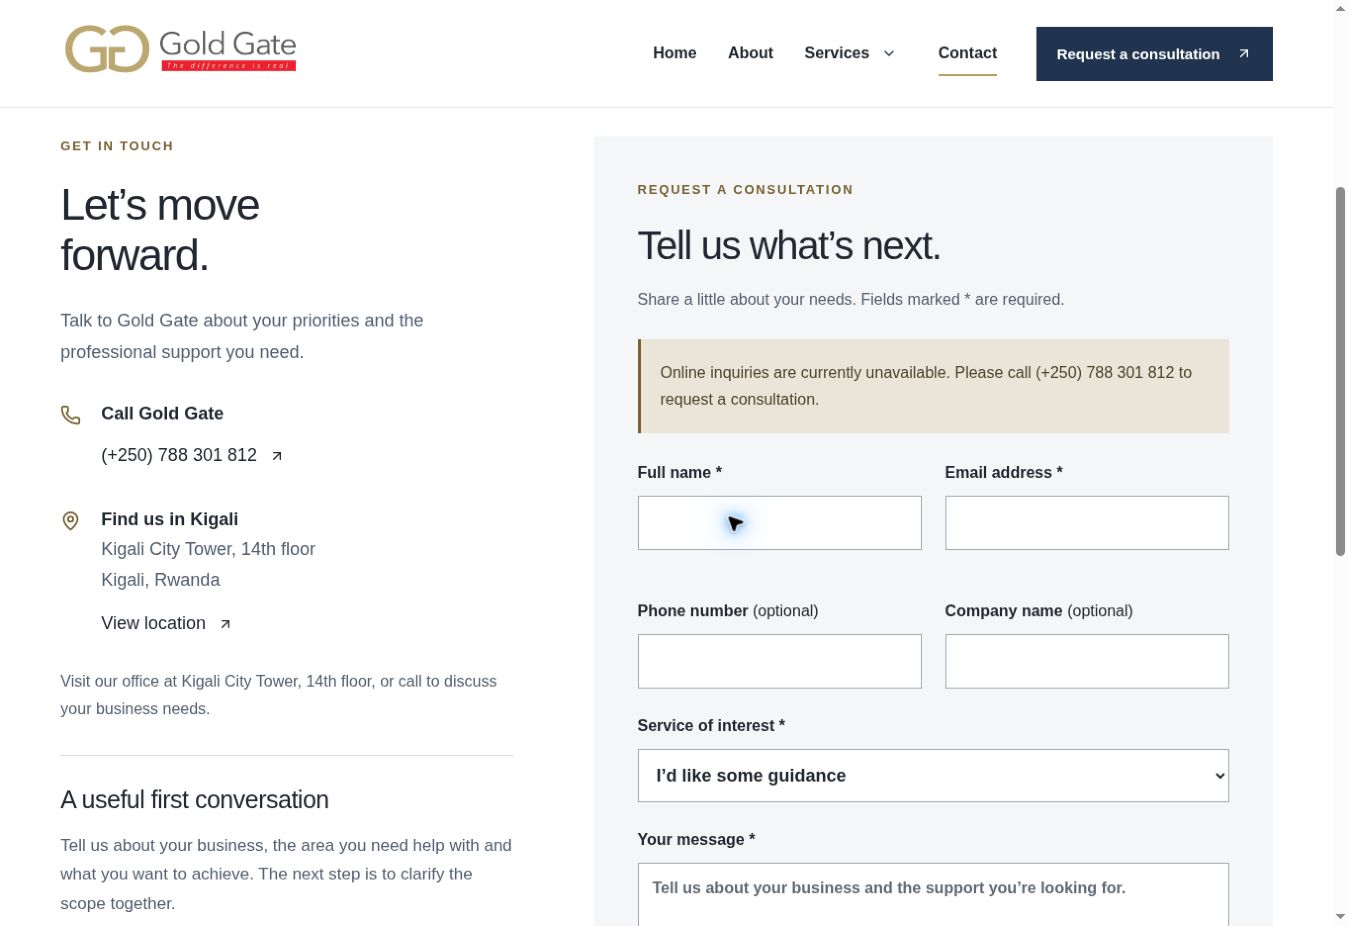 Gold Gate
The difference is real
Home
About
Services
Contact
Request a consultation
GET IN TOUCH
Let’s move
forward.
Talk to Gold Gate about your priorities and the
professional support you need.
Call Gold Gate
(+250) 788 301 812
Find us in Kigali
Kigali City Tower, 14th floor
Kigali, Rwanda
View location
Visit our office at Kigali City Tower, 14th floor, or call to discuss
your business needs.
A useful first conversation
Tell us about your business, the area you need help with and
what you want to achieve. The next step is to clarify the
scope together.
REQUEST A CONSULTATION
Tell us what’s next.
Share a little about your needs. Fields marked * are required.
Online inquiries are currently unavailable. Please call (+250) 788 301 812 to
request a consultation.
Full name *
Email address *
Phone number (optional)
Company name (optional)
Service of interest *
I’d like some guidance
Your message *
Tell us about your business and the support you’re looking for.